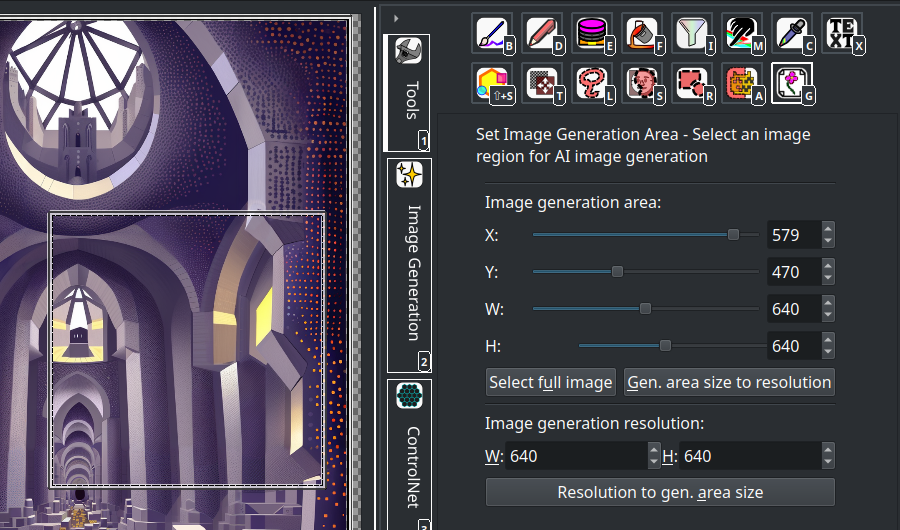 B
D
E
F
I
M
C
TEXT
X
⇧+S
T
L
S
R
A
G
Tools
1
Image Generation
2
ControlNet
Set Image Generation Area - Select an image
region for AI image generation
Image generation area:
X: 579
Y: 470
W: 640
H: 640
Select full image Gen. area size to resolution
Image generation resolution:
W: 640 H: 640
Resolution to gen. area size